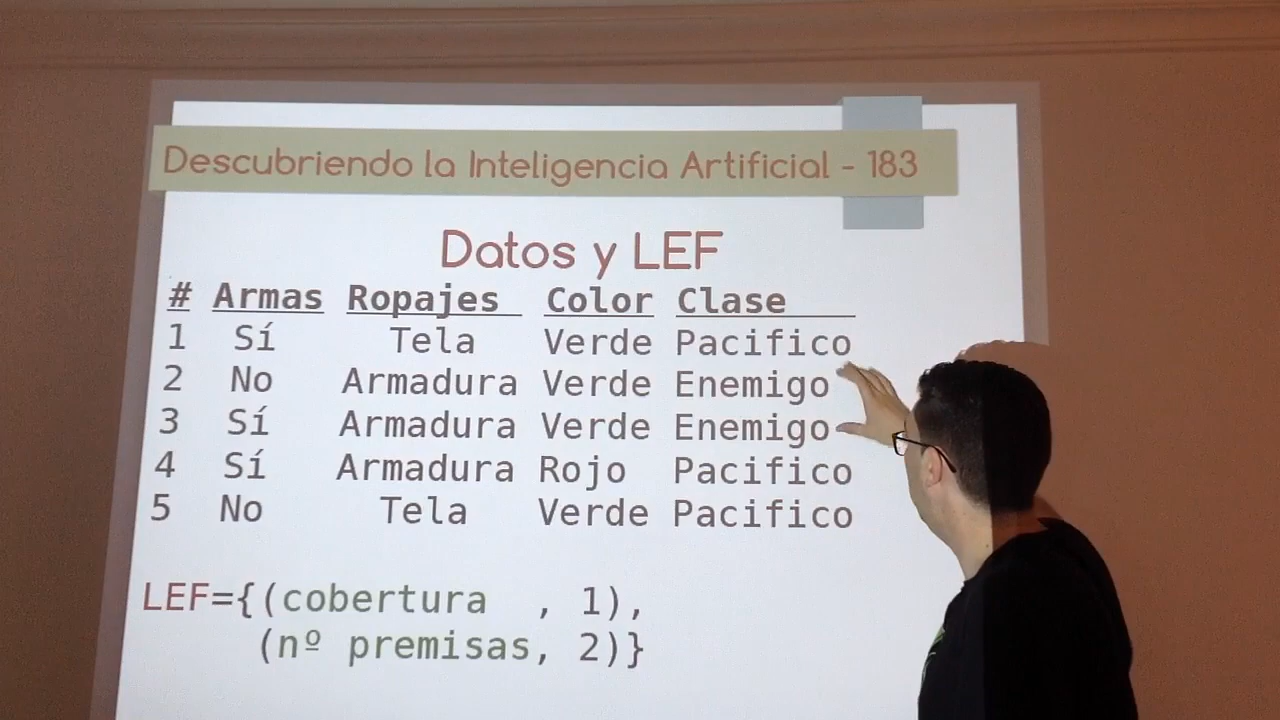 Descubriendo la Inteligencia Artificial - 183
Datos y LEF
# Armas Ropajes Color Clase
1 Sí Tela Verde Pacifico
2 No Armadura Verde Enemigo
3 Sí Armadura Verde Enemigo
4 Sí Armadura Rojo Pacifico
5 No Tela Verde Pacifico
LEF={(cobertura , 1),
(nº premisas, 2)}